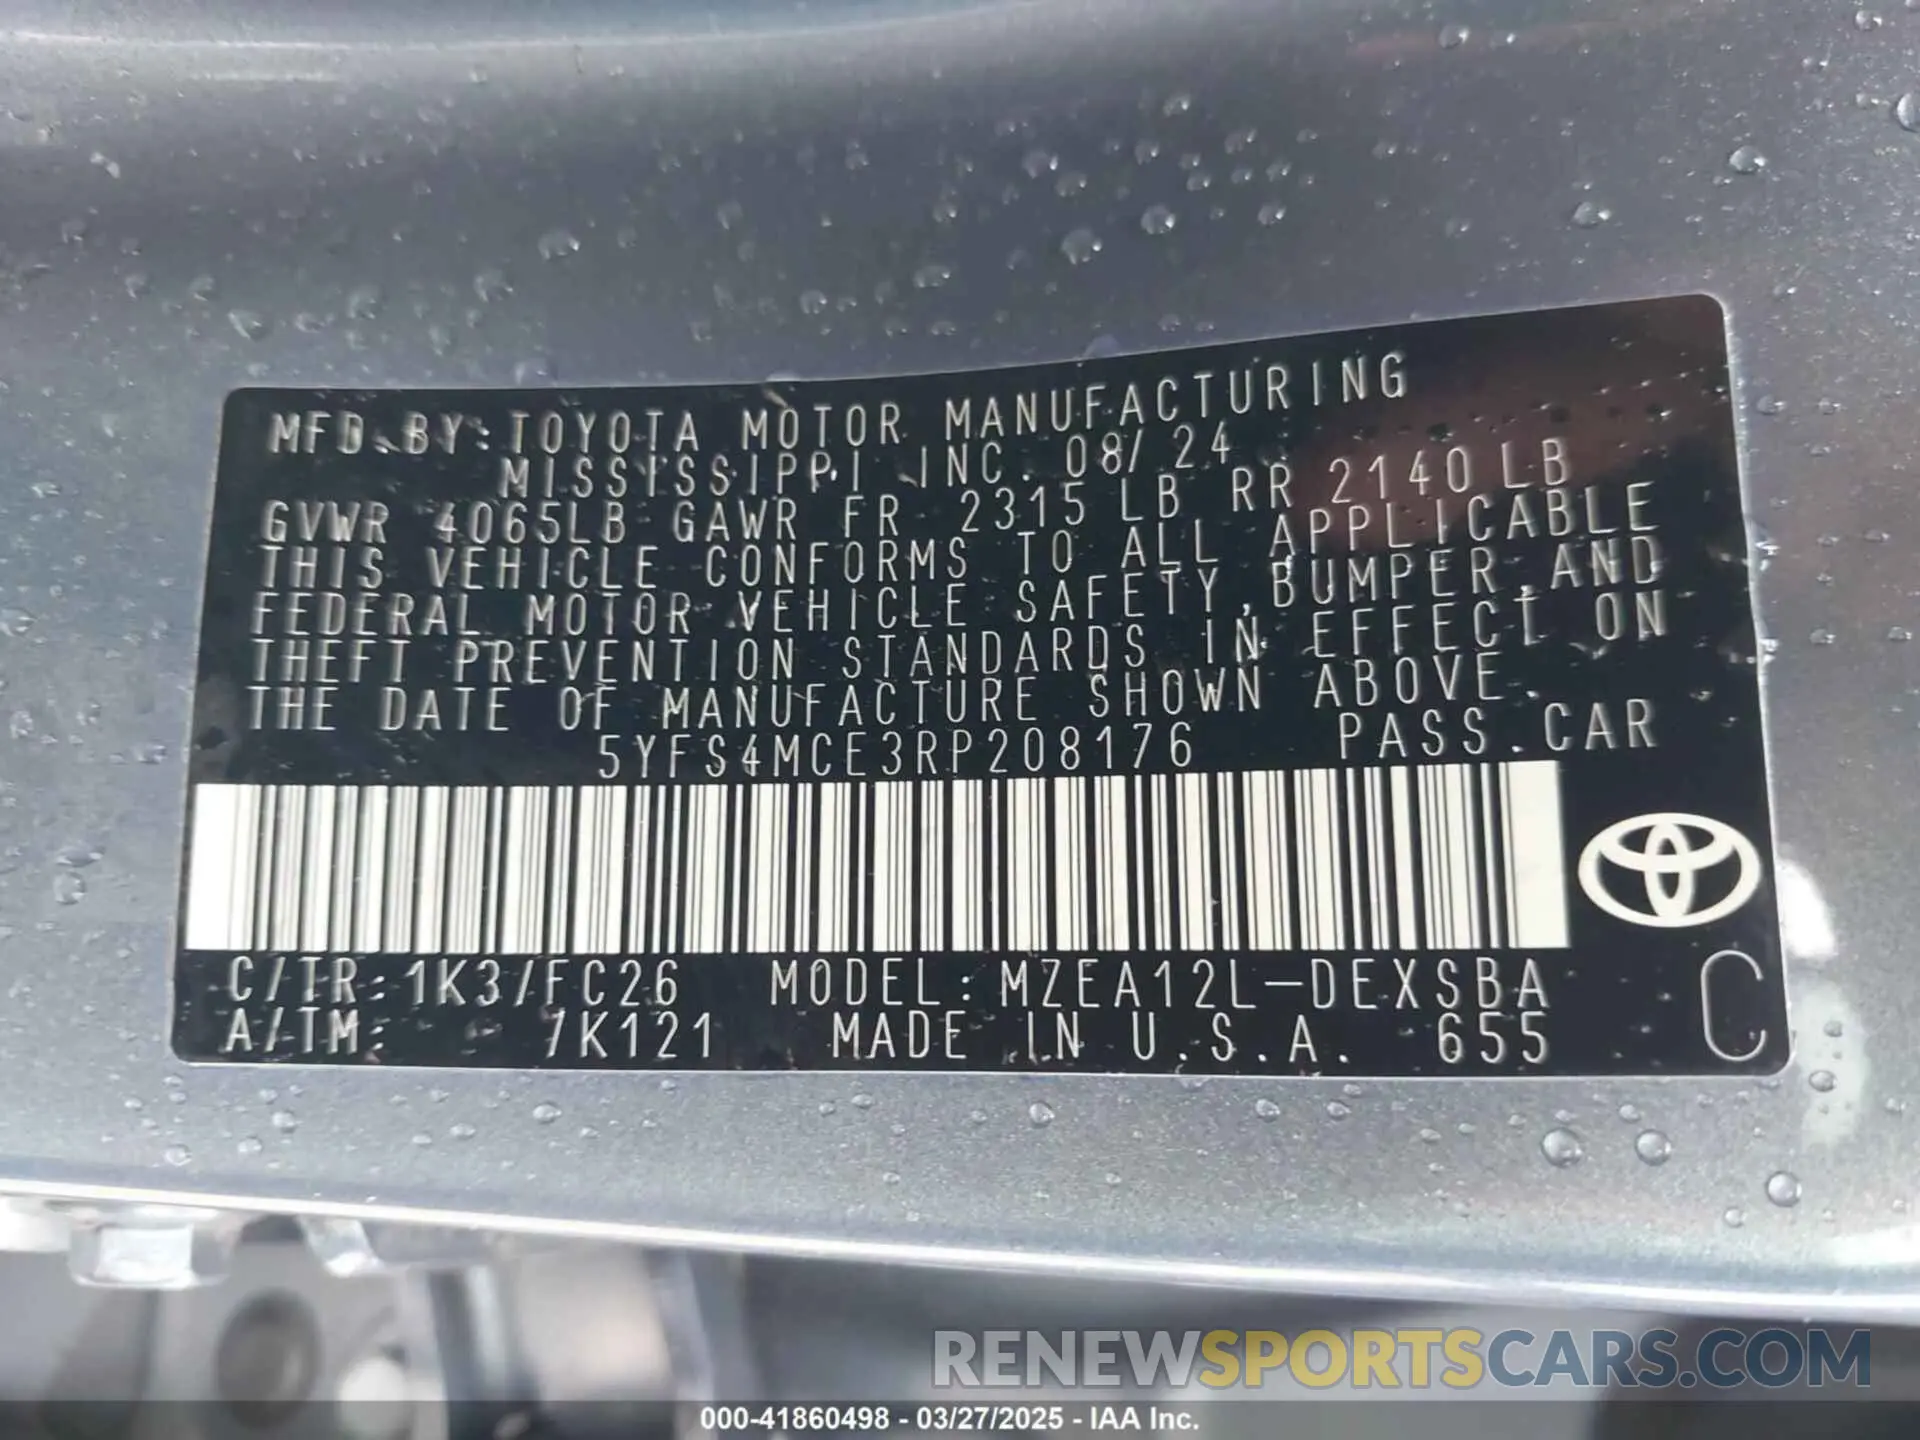 MFD.BY:TOYOTA MOTOR MANUFACTURING
MISSISSIPPI INC. 08/24
GVWR 4065LB GAWR FR 2315LB RR 2140LB
THIS VEHICLE CONFORMS TO ALL APPLICABLE
FEDERAL MOTOR VEHICLE SAFETY,BUMPER,AND
THEFT PREVENTION STANDARDS IN EFFECT ON
THE DATE OF MANUFACTURE SHOWN ABOVE.
5YFS4MCE3RP208176 PASS.CAR
C/TR:1K3/FC26 MODEL:MZEA12L-DEXSBA
A/TM: /K121 MADE IN U.S.A. 655 C
RENEWSPORTSCARS.COM
000-41860498 - 03/27/2025 - IAA Inc.